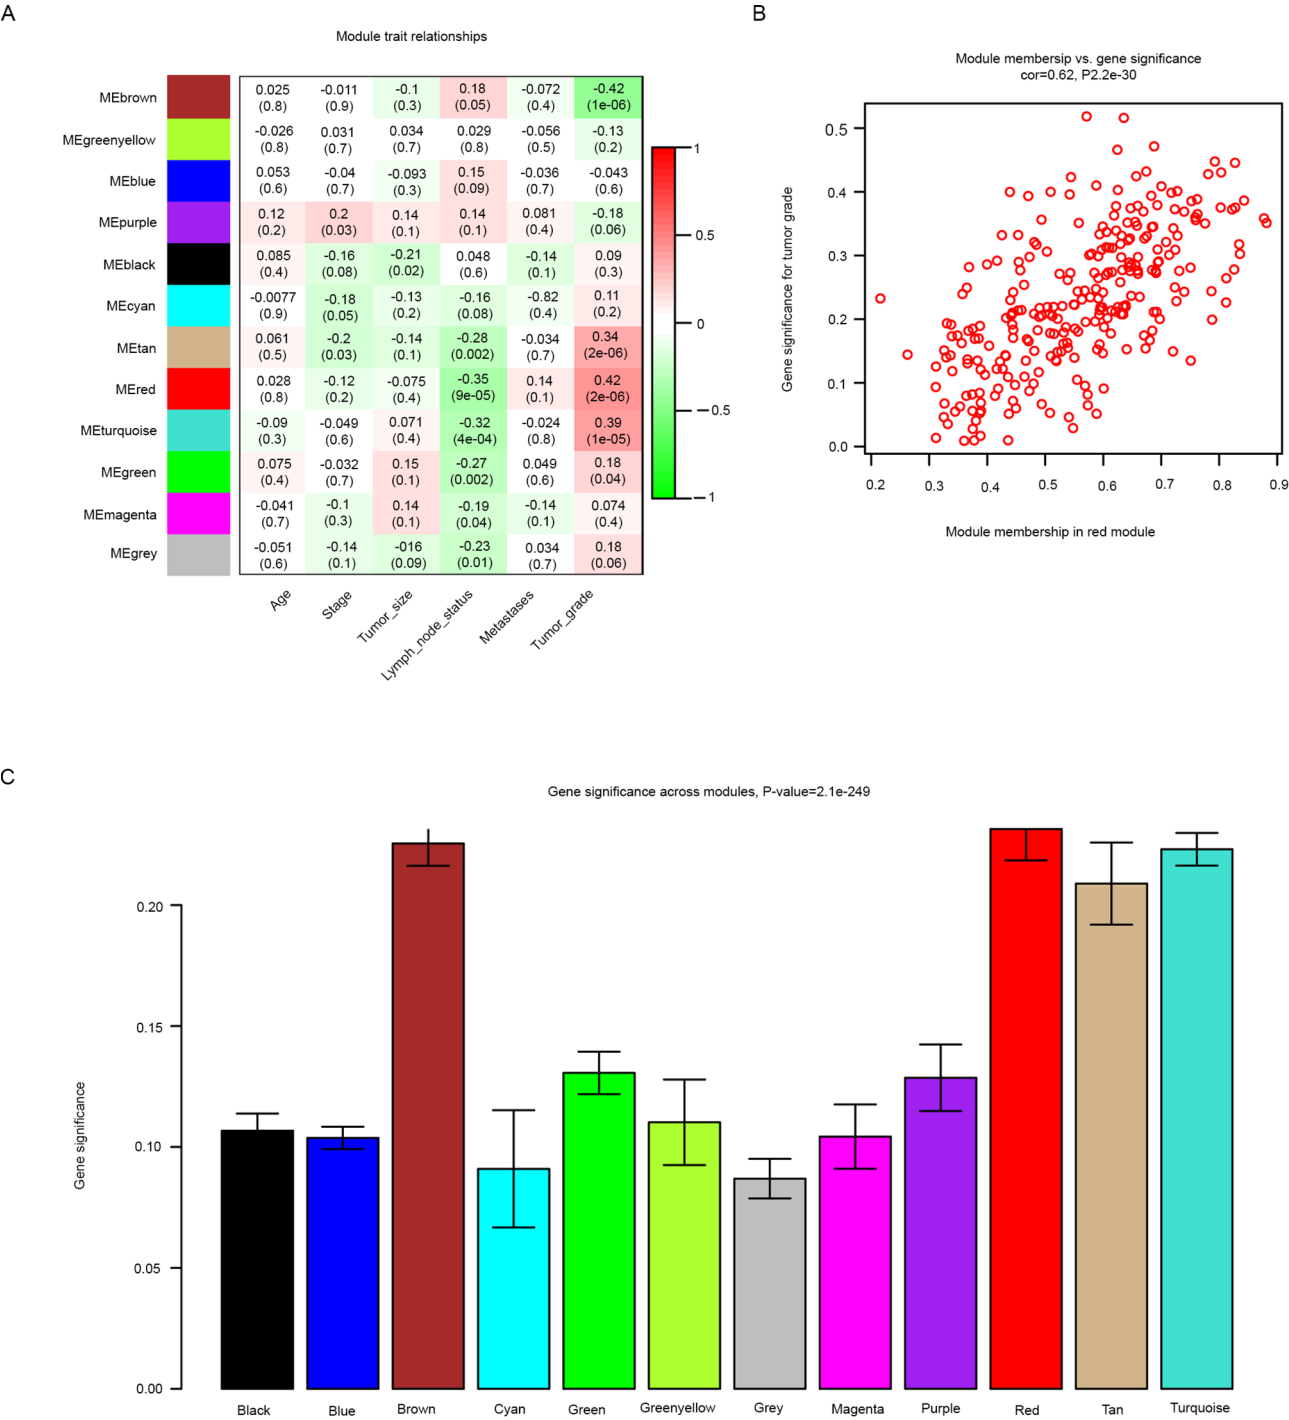 A
Module trait relationships
MEbrown 0.025 -0.011 -0.1 0.18 -0.072 -0.42
(0.8) (0.9) (0.3) (0.05) (0.4) (1e-06)
MEgreenyellow -0.026 0.031 0.034 0.029 -0.056 -0.13
(0.8) (0.7) (0.7) (0.8) (0.5) (0.2)
MEblue 0.053 -0.04 -0.093 0.15 -0.036 -0.043
(0.6) (0.7) (0.3) (0.09) (0.7) (0.6)
MEpurple 0.12 0.2 0.14 0.14 0.081 -0.18
(0.2) (0.03) (0.1) (0.1) (0.4) (0.06)
MEblack 0.085 -0.16 -0.21 0.048 -0.14 0.09
(0.4) (0.08) (0.02) (0.6) (0.1) (0.3)
MEcyan -0.0077 -0.18 -0.13 -0.16 -0.82 0.11
(0.9) (0.05) (0.2) (0.08) (0.4) (0.2)
MEtan 0.061 -0.2 -0.14 -0.28 -0.034 0.34
(0.5) (0.03) (0.1) (0.002) (0.7) (2e-06)
MEred 0.028 -0.12 -0.075 -0.35 0.14 0.42
(0.8) (0.2) (0.4) (9e-05) (0.1) (2e-06)
MEturquoise -0.09 -0.049 0.071 -0.32 -0.024 0.39
(0.3) (0.6) (0.4) (4e-04) (0.8) (1e-05)
MEgreen 0.075 -0.032 0.15 -0.27 0.049 0.18
(0.4) (0.7) (0.1) (0.002) (0.6) (0.04)
MEmagenta -0.041 -0.1 0.14 -0.19 -0.14 0.074
(0.7) (0.3) (0.1) (0.04) (0.1) (0.4)
MEgrey -0.051 -0.14 -016 -0.23 0.034 0.18
(0.6) (0.1) (0.09) (0.01) (0.7) (0.06)
Age Stage Tumor_size Lymph_node_status Metastases Tumor_grade
1
0.5
0
−0.5
−1
B
Module membersip vs. gene significance
cor=0.62, P2.2e-30
Gene significance for tumor grade
0.5
0.4
0.3
0.2
0.1
0.0
0.2 0.3 0.4 0.5 0.6 0.7 0.8 0.9
Module membership in red module
C
Gene significance across modules, P-value=2.1e-249
Gene significance
0.20
0.15
0.10
0.05
0.00
Black Blue Brown Cyan Green Greenyellow Grey Magenta Purple Red Tan Turquoise